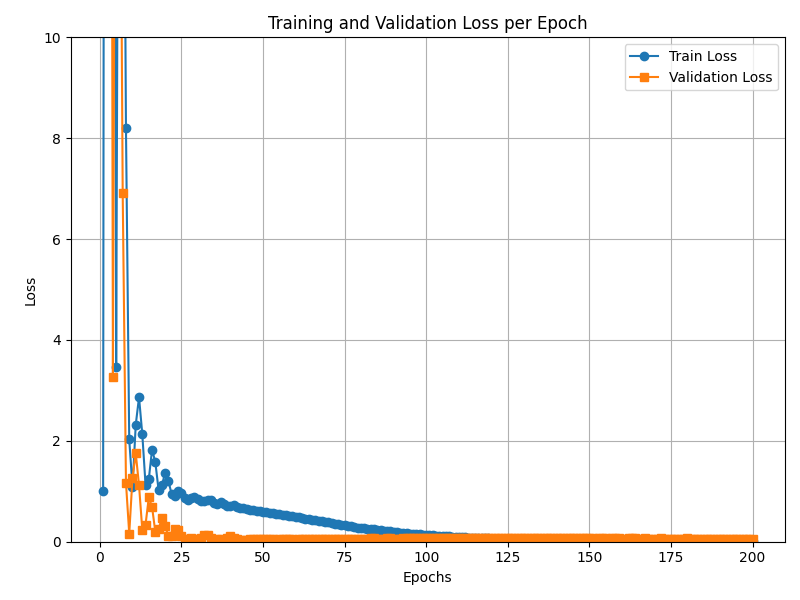 Training and Validation Loss per Epoch
Train Loss
Validation Loss
10
8
6
4
2
0
Loss
0 25 50 75 100 125 150 175 200
Epochs